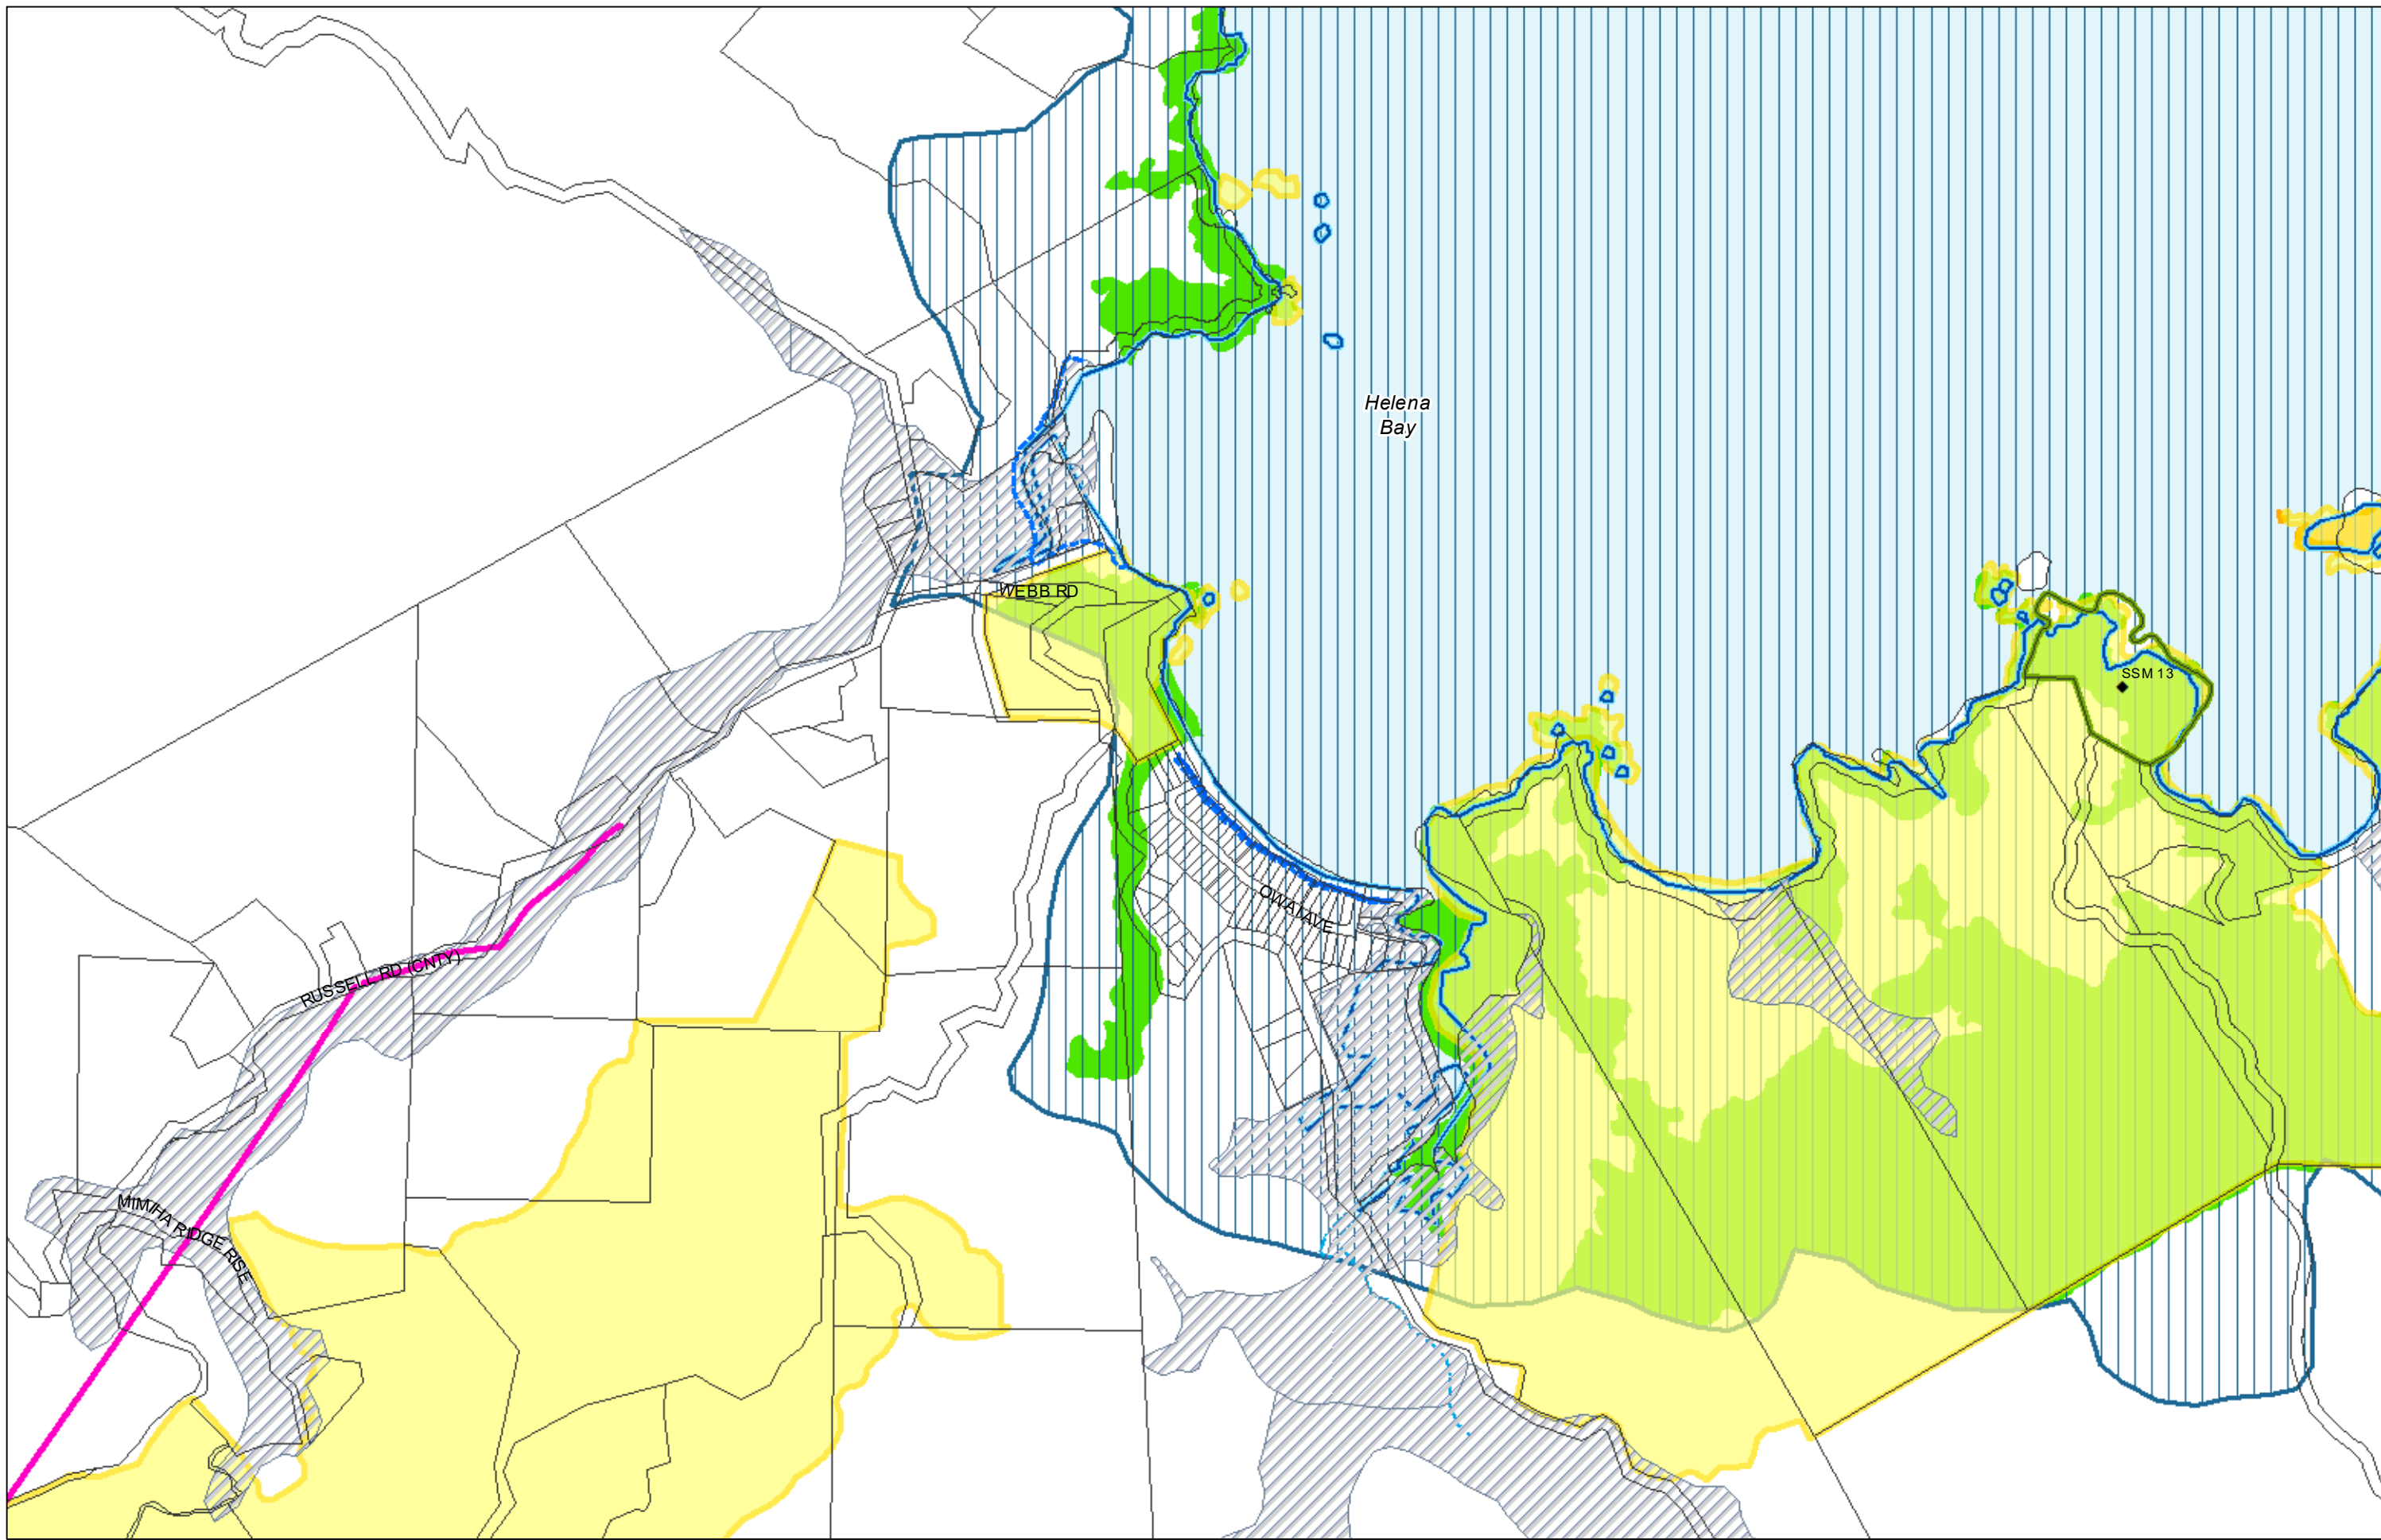 Helena
Bay
WEBB RD
SSM 13
OWAI AVE
RUSSELL RD (CNTY)
MIMIHA RIDGE RISE